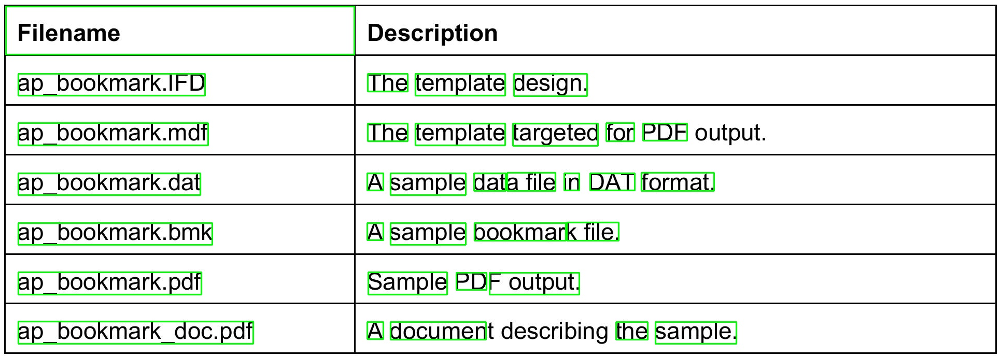 Filename Description
ap_bookmark.IFD The template design.
ap_bookmark.mdf The template targeted for PDF output.
ap_bookmark.dat A sample data file in DAT format.
ap_bookmark.bmk A sample bookmark file.
ap_bookmark.pdf Sample PDF output.
ap_bookmark_doc.pdf A document describing the sample.